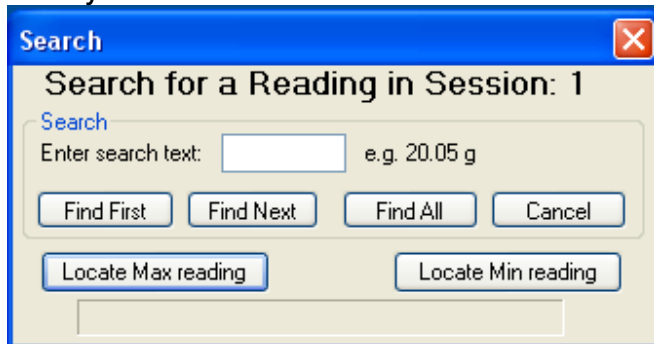 Search
Search for a Reading in Session: 1
Search
Enter search text: e.g. 20.05 g
Find First Find Next Find All Cancel
Locate Max reading Locate Min reading